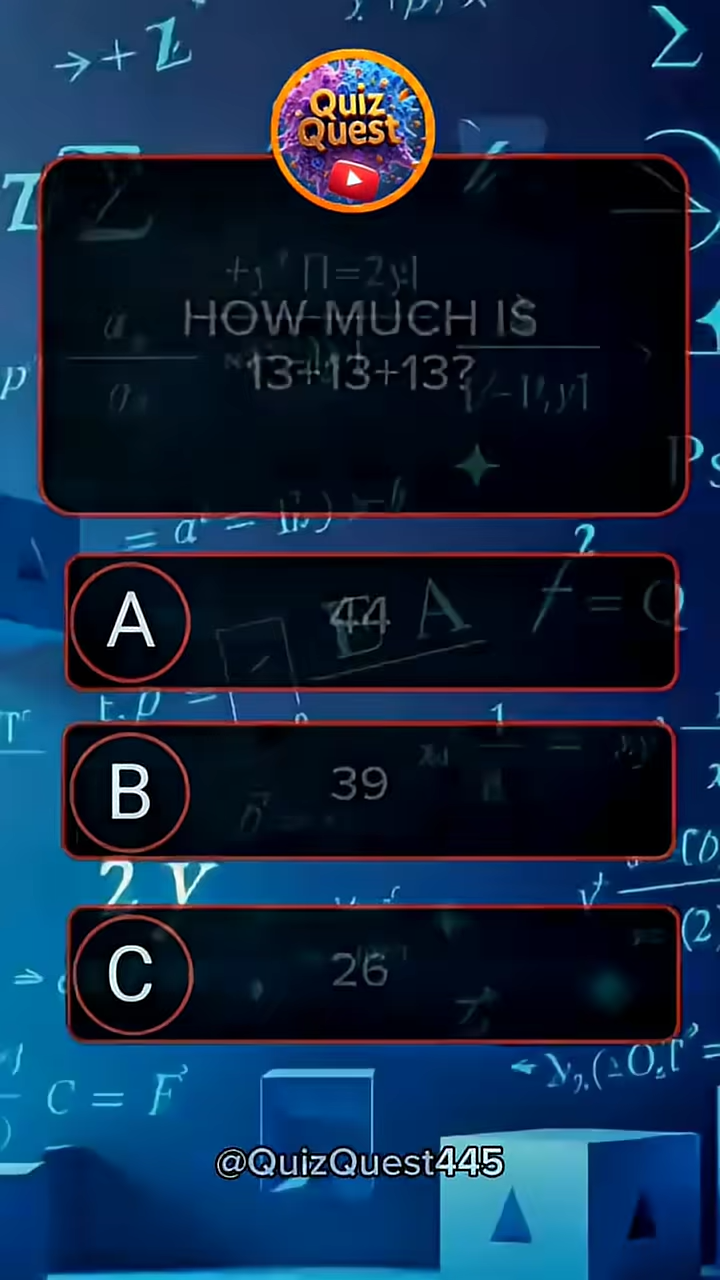 Quiz
Quest
HOW MUCH IS
13+13+13?
A
44
B
39
C
26
C = F
@QuizQuest445